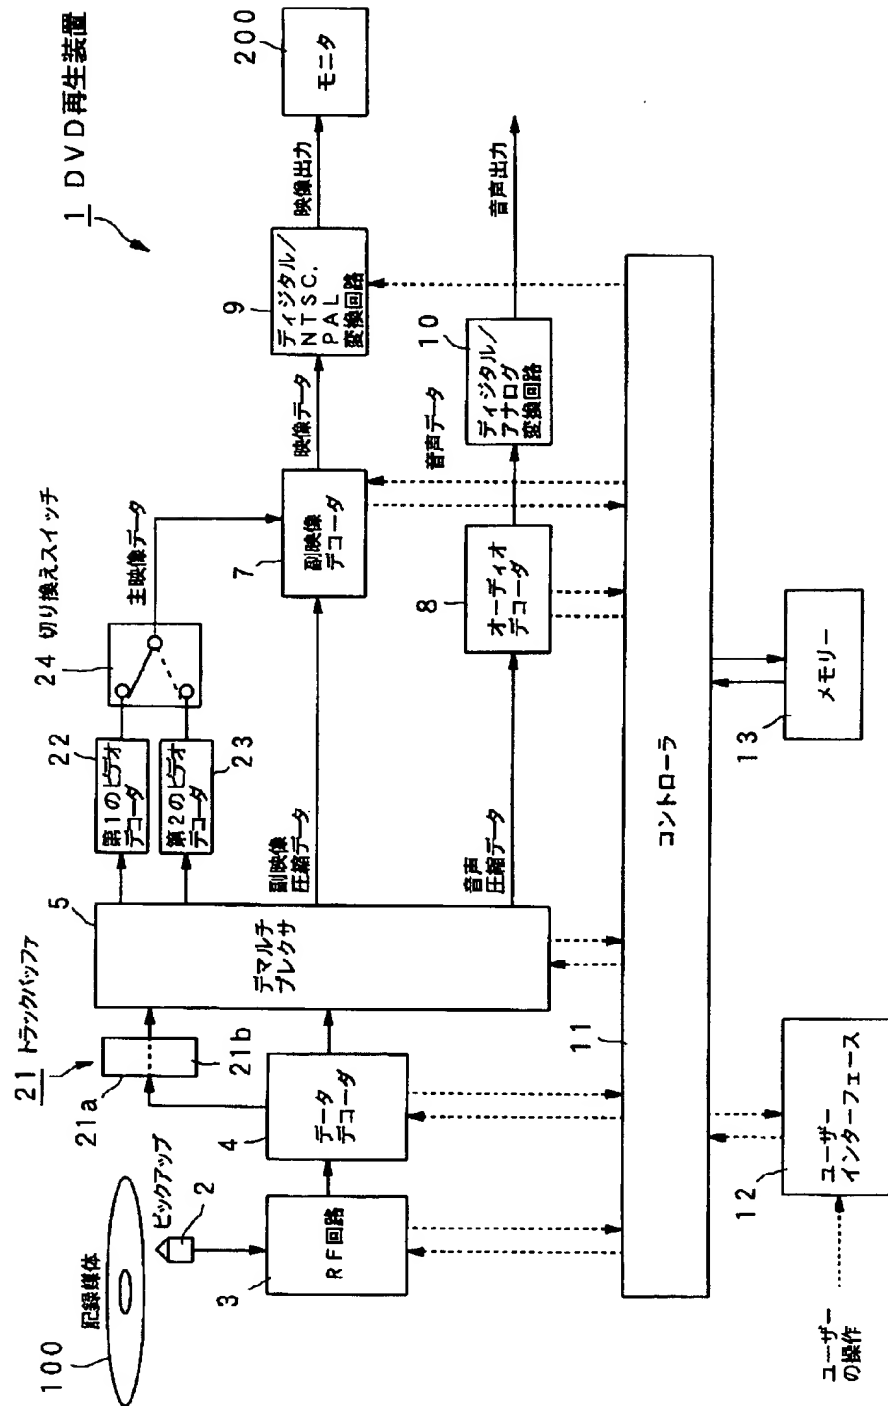 1 DVD再生装置
100
記録媒体
ピックアップ
2
3
RF回路
4
データ
デコーダ
21 トラックバッファ
21a
21b
5
デマルチ
プレクサ
22
第1のビデオ
デコーダ
第2のビデオ
デコーダ
23
24 切り換えスイッチ
主映像データ
副映像
圧縮データ
7
副映像
デコーダ
映像データ
9
ディジタル/
NTSC.
PAL
変換回路
映像出力
200
モニタ
音声
圧縮データ
8
オーディオ
デコーダ
音声データ
10
ディジタル/
アナログ
変換回路
音声出力
11
コントローラ
ユーザー
の操作
12
ユーザー
インターフェース
13
メモリー